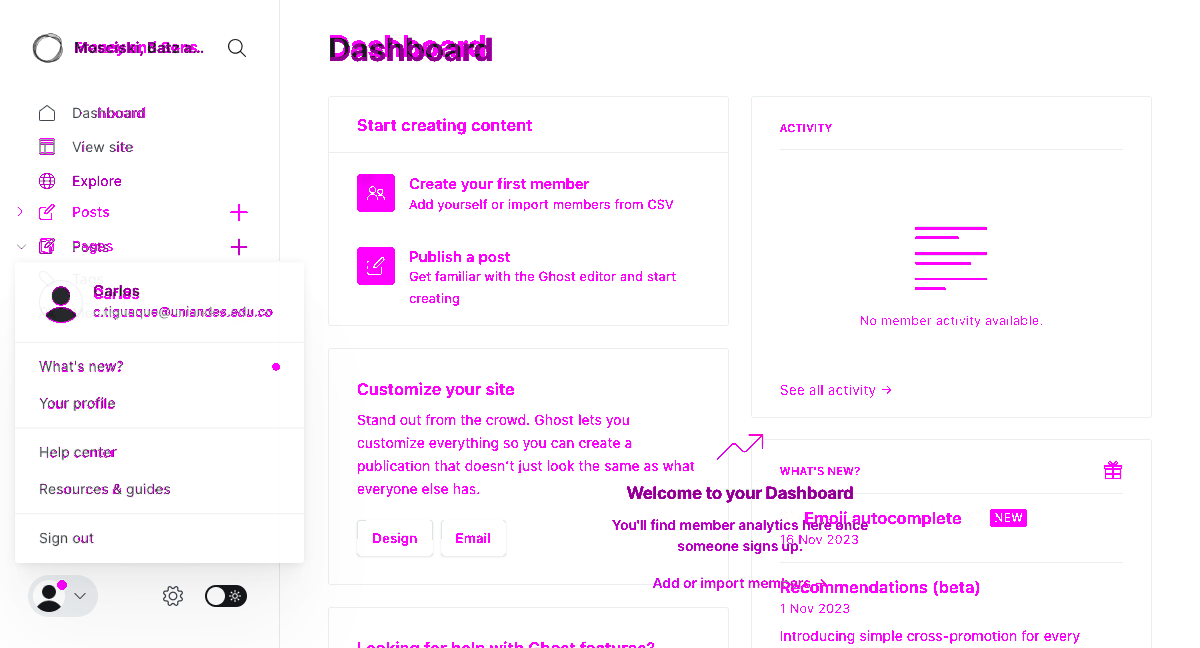 Mosciski, Batz a...
Dashboard
Dashboard
View site
Explore
Posts
Pages
Tags
Carlos
c.tiguaque@uniandes.edu.co
What's new?
Your profile
Help center
Resources & guides
Sign out
Start creating content
Create your first member
Add yourself or import members from CSV
Publish a post
Get familiar with the Ghost editor and start
creating
Customize your site
Stand out from the crowd. Ghost lets you
customize everything so you can create a
publication that doesn't just look the same as what
everyone else has.
Design
Email
Looking for help with Ghost features?
Welcome to your Dashboard
You'll find member analytics here once
someone signs up.
Add or import members →
ACTIVITY
No member activity available.
See all activity →
WHAT'S NEW?
Emoji autocomplete
NEW
16 Nov 2023
Recommendations (beta)
1 Nov 2023
Introducing simple cross-promotion for every